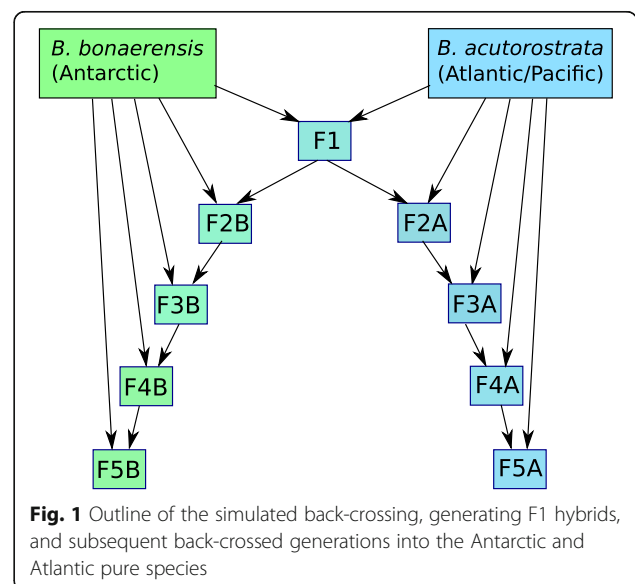 B. bonaerensis
(Antarctic)
B. acutorostrata
(Atlantic/Pacific)
F1
F2B
F2A
F3B
F3A
F4B
F4A
F5B
F5A
Fig. 1 Outline of the simulated back-crossing, generating F1 hybrids,
and subsequent back-crossed generations into the Antarctic and
Atlantic pure species